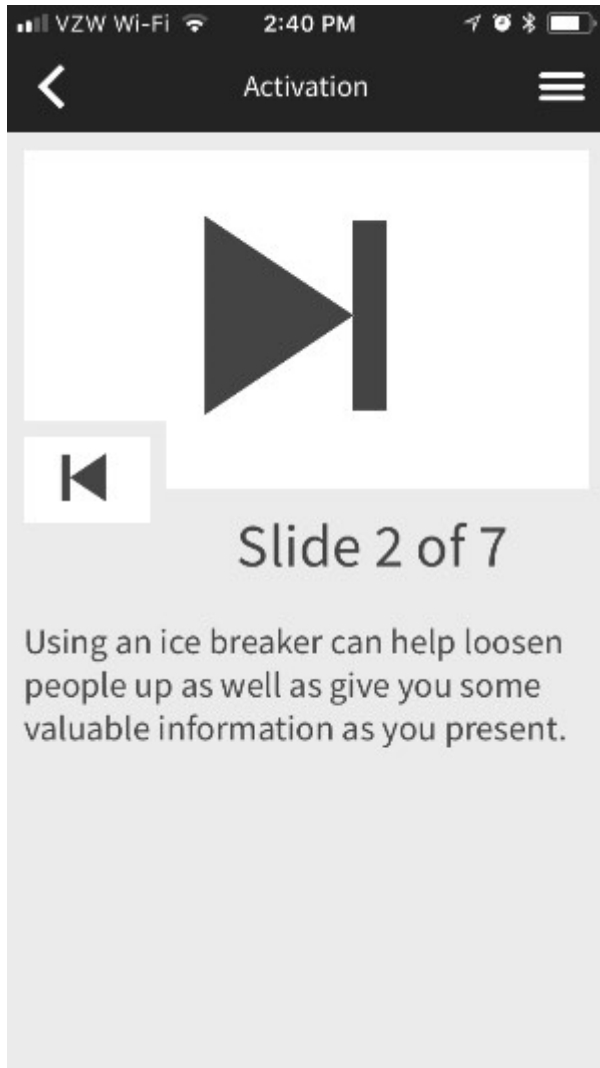 VZW Wi-Fi 2:40 PM
Activation
Slide 2 of 7
Using an ice breaker can help loosen
people up as well as give you some
valuable information as you present.